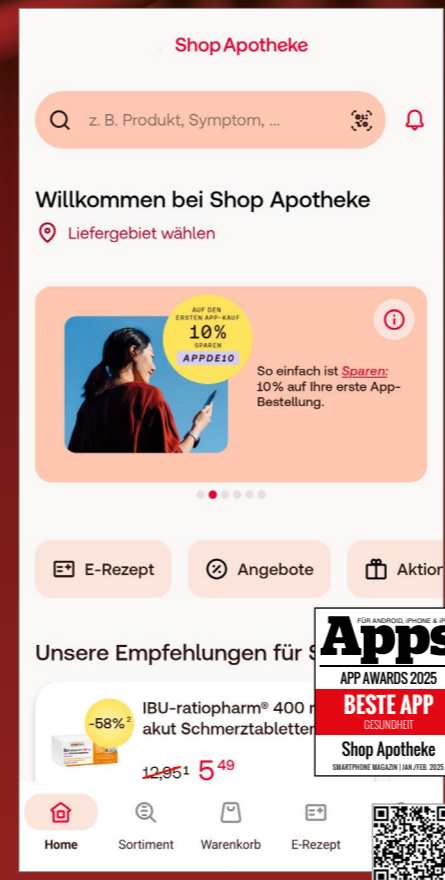 Shop Apotheke
z. B. Produkt, Symptom, ...
Willkommen bei Shop Apotheke
Liefergebiet wählen
AUF DEN
ERSTEN APP-KAUF
10%
SPAREN
APPDE10
So einfach ist Sparen:
10% auf Ihre erste App-
Bestellung.
E-Rezept
Angebote
Aktion
Unsere Empfehlungen für
IBU-ratiopharm® 400
akut Schmerztabletten
-58%²
12,95¹ 5⁴⁹
FÜR ANDROID, IPHONE &
Apps
APP AWARDS 2025
BESTE APP
GESUNDHEIT
Shop Apotheke
SMARTPHONE MAGAZIN | JAN./FEB. 2025
Home
Sortiment
Warenkorb
E-Rezept